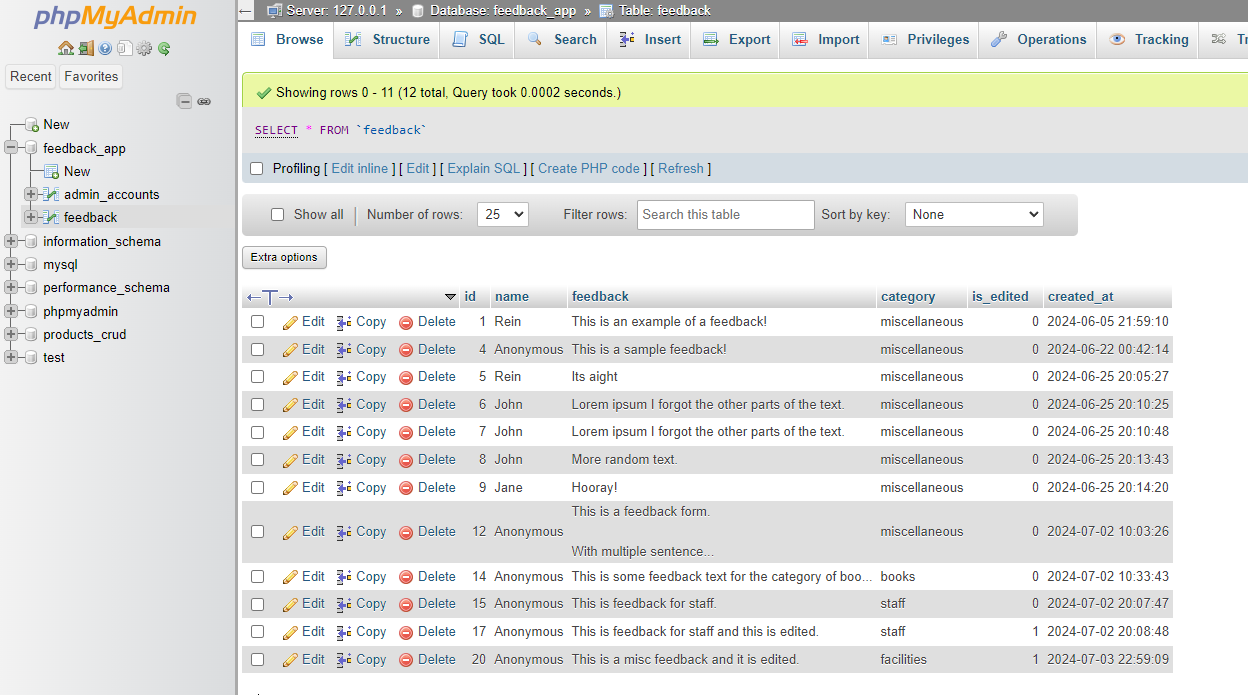 phpMyAdmin
Recent Favorites
New
feedback_app
New
admin_accounts
feedback
information_schema
mysql
performance_schema
phpmyadmin
products_crud
test
Server: 127.0.0.1 » Database: feedback_app » Table: feedback
Browse Structure SQL Search Insert Export Import Privileges Operations Tracking
Showing rows 0 - 11 (12 total, Query took 0.0002 seconds.)
SELECT * FROM `feedback`
Profiling [ Edit inline ] [ Edit ] [ Explain SQL ] [ Create PHP code ] [ Refresh ]
Show all Number of rows: 25 Filter rows: Search this table Sort by key: None
Extra options
id name feedback category is_edited created_at
Edit Copy Delete 1 Rein This is an example of a feedback! miscellaneous 0 2024-06-05 21:59:10
Edit Copy Delete 4 Anonymous This is a sample feedback! miscellaneous 0 2024-06-22 00:42:14
Edit Copy Delete 5 Rein Its aight miscellaneous 0 2024-06-25 20:05:27
Edit Copy Delete 6 John Lorem ipsum I forgot the other parts of the text. miscellaneous 0 2024-06-25 20:10:25
Edit Copy Delete 7 John Lorem ipsum I forgot the other parts of the text. miscellaneous 0 2024-06-25 20:10:48
Edit Copy Delete 8 John More random text. miscellaneous 0 2024-06-25 20:13:43
Edit Copy Delete 9 Jane Hooray! miscellaneous 0 2024-06-25 20:14:20
This is a feedback form.
Edit Copy Delete 12 Anonymous miscellaneous 0 2024-07-02 10:03:26
With multiple sentence...
Edit Copy Delete 14 Anonymous This is some feedback text for the category of boo... books 0 2024-07-02 10:33:43
Edit Copy Delete 15 Anonymous This is feedback for staff. staff 0 2024-07-02 20:07:47
Edit Copy Delete 17 Anonymous This is feedback for staff and this is edited. staff 1 2024-07-02 20:08:48
Edit Copy Delete 20 Anonymous This is a misc feedback and it is edited. facilities 1 2024-07-03 22:59:09